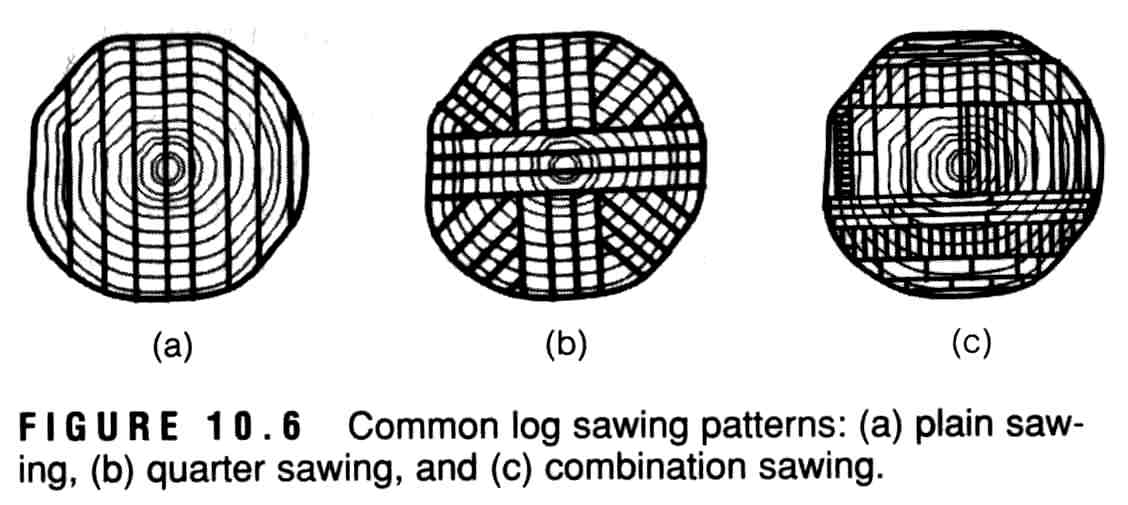 (a) (b) (c)
FIGURE 10.6 Common log sawing patterns: (a) plain saw-
ing, (b) quarter sawing, and (c) combination sawing.